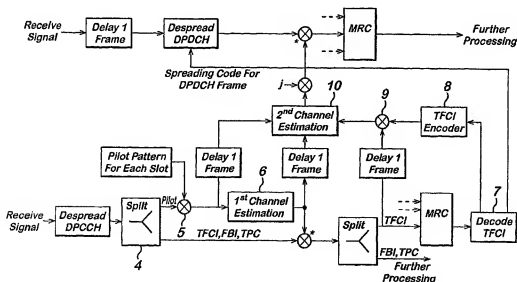 Receive
Signal
Delay 1
Frame
Despread
DPDCH
*
MRC
Further
Processing
Spreading Code For
DPDCH Frame
j
10
2nd Channel
Estimation
9
8
TFCI
Encoder
Pilot Pattern
For Each Slot
Delay 1
Frame
6
Delay 1
Frame
Delay 1
Frame
Receive
Signal
Despread
DPCCH
Split
4
Pilot
5
1st Channel
Estimation
TFCI,FBI,TPC
*
Split
TFCI
MRC
7
Decode
TFCI
FBI,TPC
Further
Processing